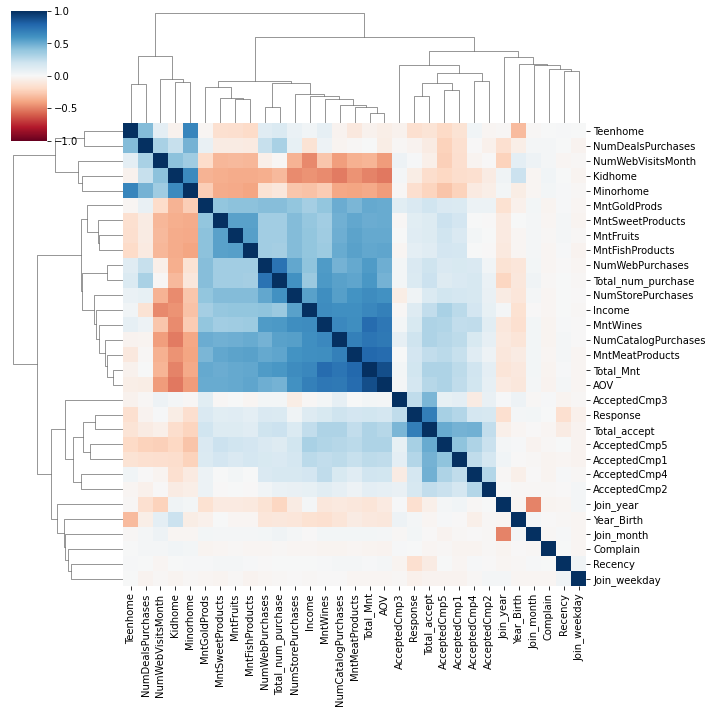 1.0
0.5
0.0
−0.5
−1.0
Teenhome
NumDealsPurchases
NumWebVisitsMonth
Kidhome
Minorhome
MntGoldProds
MntSweetProducts
MntFruits
MntFishProducts
NumWebPurchases
Total_num_purchase
NumStorePurchases
Income
MntWines
NumCatalogPurchases
MntMeatProducts
Total_Mnt
AOV
AcceptedCmp3
Response
Total_accept
AcceptedCmp5
AcceptedCmp1
AcceptedCmp4
AcceptedCmp2
Join_year
Year_Birth
Join_month
Complain
Recency
Join_weekday
Teenhome
NumDealsPurchases
NumWebVisitsMonth
Kidhome
Minorhome
MntGoldProds
MntSweetProducts
MntFruits
MntFishProducts
NumWebPurchases
Total_num_purchase
NumStorePurchases
Income
MntWines
NumCatalogPurchases
MntMeatProducts
Total_Mnt
AOV
AcceptedCmp3
Response
Total_accept
AcceptedCmp5
AcceptedCmp1
AcceptedCmp4
AcceptedCmp2
Join_year
Year_Birth
Join_month
Complain
Recency
Join_weekday